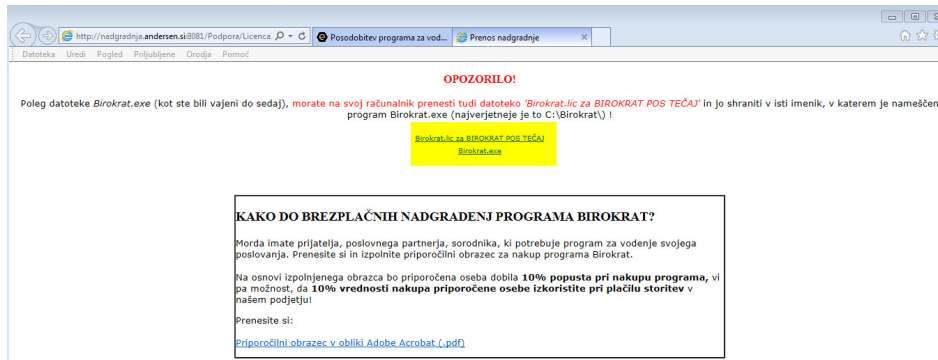 http://nadgradnja.andersen.si:8081/Podpora/Licenca
Posodobitev programa za vod...
Prenos nadgradnje
Datoteka Uredi Pogled Priljubljene Orodja Pomoč
OPOZORILO!
Poleg datoteke Birokrat.exe (kot ste bili vajeni do sedaj), morate na svoj računalnik prenesti tudi datoteko 'Birokrat.lic za BIROKRAT POS TEČAJ' in jo shraniti v isti imenik, v katerem je nameščen
program Birokrat.exe (najverjetneje je to C:\Birokrat\) !
Birokrat.lic za BIROKRAT POS TEČAJ
Birokrat.exe
KAKO DO BREZPLAČNIH NADGRADENJ PROGRAMA BIROKRAT?
Morda imate prijatelja, poslovnega partnerja, sorodnika, ki potrebuje program za vodenje svojega
poslovanja. Prenesite si in izpolnite priporočilni obrazec za nakup programa Birokrat.
Na osnovi izpolnjenega obrazca bo priporočena oseba dobila 10% popusta pri nakupu programa, vi
pa možnost, da 10% vrednosti nakupa priporočene osebe izkoristite pri plačilu storitev v
našem podjetju!
Prenesite si:
Priporočilni obrazec v obliki Adobe Acrobat (.pdf)